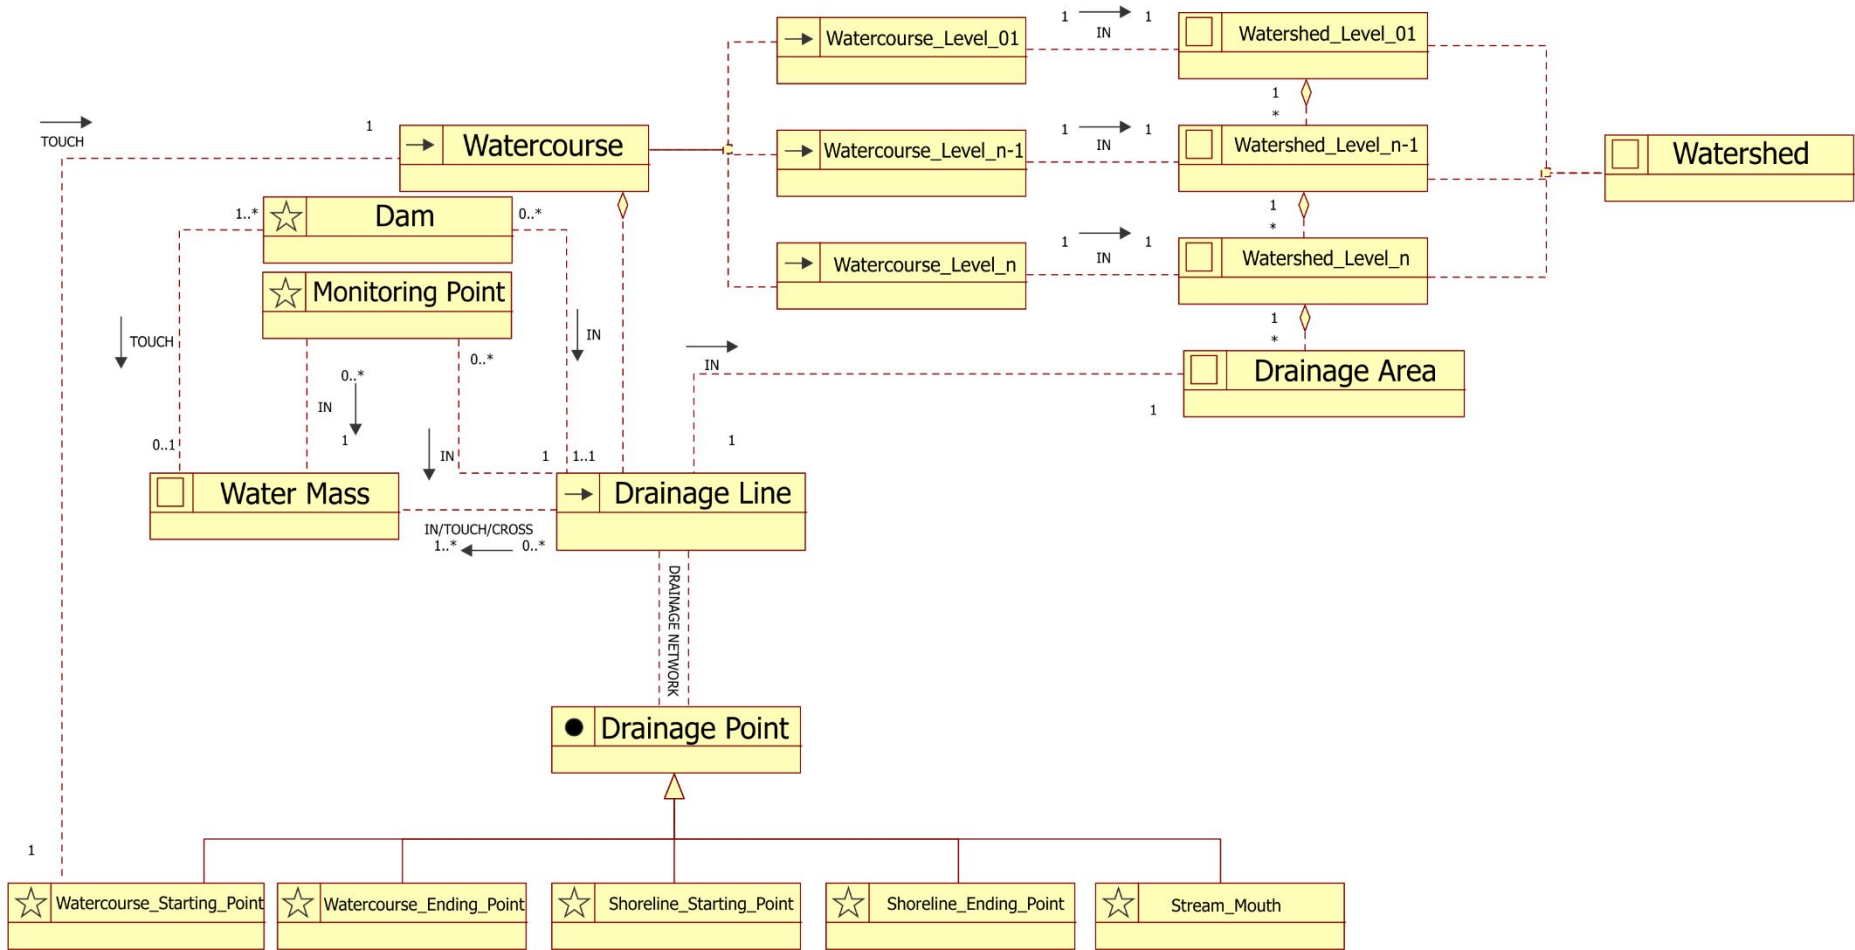 Watercourse_Level_01
1
1
IN
Watershed_Level_01
1
*
TOUCH
1
Watercourse
Watercourse_Level_n-1
1
1
IN
Watershed_Level_n-1
Watershed
1..*
Dam
0..*
1
*
Monitoring Point
Watercourse_Level_n
1
1
IN
Watershed_Level_n
TOUCH
IN
0..*
0..*
IN
1
*
IN
Drainage Area
1
1
0..1
1
IN
1
1..1
Water Mass
Drainage Line
IN/TOUCH/CROSS
1..*
0..*
DRAINAGE NETWORK
Drainage Point
1
Watercourse_Starting_Point
Watercourse_Ending_Point
Shoreline_Starting_Point
Shoreline_Ending_Point
Stream_Mouth